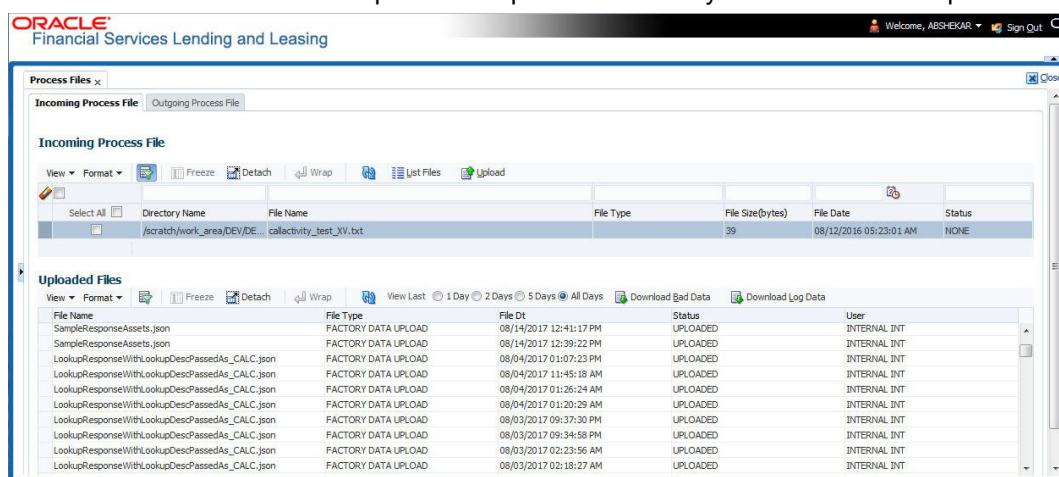 ORACLE
Financial Services Lending and Leasing
Welcome, ABSHEKAR Sign Out
Process Files x
Close
Incoming Process File Outgoing Process File
Incoming Process File
View Format Freeze Detach Wrap List Files Upload
Select All Directory Name File Name File Type File Size(bytes) File Date Status
/scratch/work_area/DEV/DE... callactivity_test_XV.txt 39 08/12/2016 05:23:01 AM NONE
Uploaded Files
View Format Freeze Detach Wrap View Last 1 Day 2 Days 5 Days All Days Download Bad Data Download Log Data
File Name File Type File Dt Status User
SampleResponseAssets.json FACTORY DATA UPLOAD 08/14/2017 12:41:17 PM UPLOADED INTERNAL INT
SampleResponseAssets.json FACTORY DATA UPLOAD 08/14/2017 12:39:22 PM UPLOADED INTERNAL INT
LookupResponseWithLookupDescPassedAs_CALC.json FACTORY DATA UPLOAD 08/04/2017 01:07:23 PM UPLOADED INTERNAL INT
LookupResponseWithLookupDescPassedAs_CALC.json FACTORY DATA UPLOAD 08/04/2017 11:45:18 AM UPLOADED INTERNAL INT
LookupResponseWithLookupDescPassedAs_CALC.json FACTORY DATA UPLOAD 08/04/2017 01:26:24 AM UPLOADED INTERNAL INT
LookupResponseWithLookupDescPassedAs_CALC.json FACTORY DATA UPLOAD 08/04/2017 01:20:29 AM UPLOADED INTERNAL INT
LookupResponseWithLookupDescPassedAs_CALC.json FACTORY DATA UPLOAD 08/03/2017 09:37:30 PM UPLOADED INTERNAL INT
LookupResponseWithLookupDescPassedAs_CALC.json FACTORY DATA UPLOAD 08/03/2017 09:34:58 PM UPLOADED INTERNAL INT
LookupResponseWithLookupDescPassedAs_CALC.json FACTORY DATA UPLOAD 08/03/2017 02:23:56 AM UPLOADED INTERNAL INT
LookupResponseWithLookupDescPassedAs_CALC.json FACTORY DATA UPLOAD 08/03/2017 02:18:27 AM UPLOADED INTERNAL INT